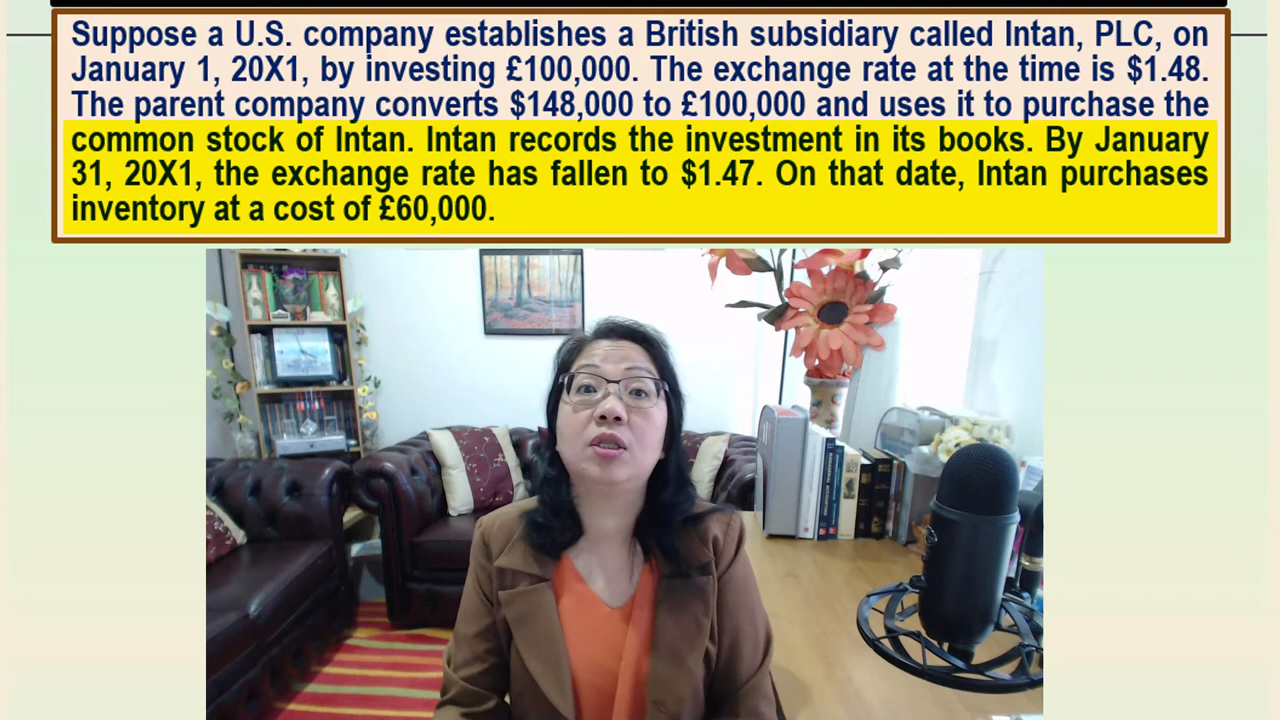 Suppose a U.S. company establishes a British subsidiary called Intan, PLC, on
January 1, 20X1, by investing £100,000. The exchange rate at the time is $1.48.
The parent company converts $148,000 to £100,000 and uses it to purchase the
common stock of Intan. Intan records the investment in its books. By January
31, 20X1, the exchange rate has fallen to $1.47. On that date, Intan purchases
inventory at a cost of £60,000.